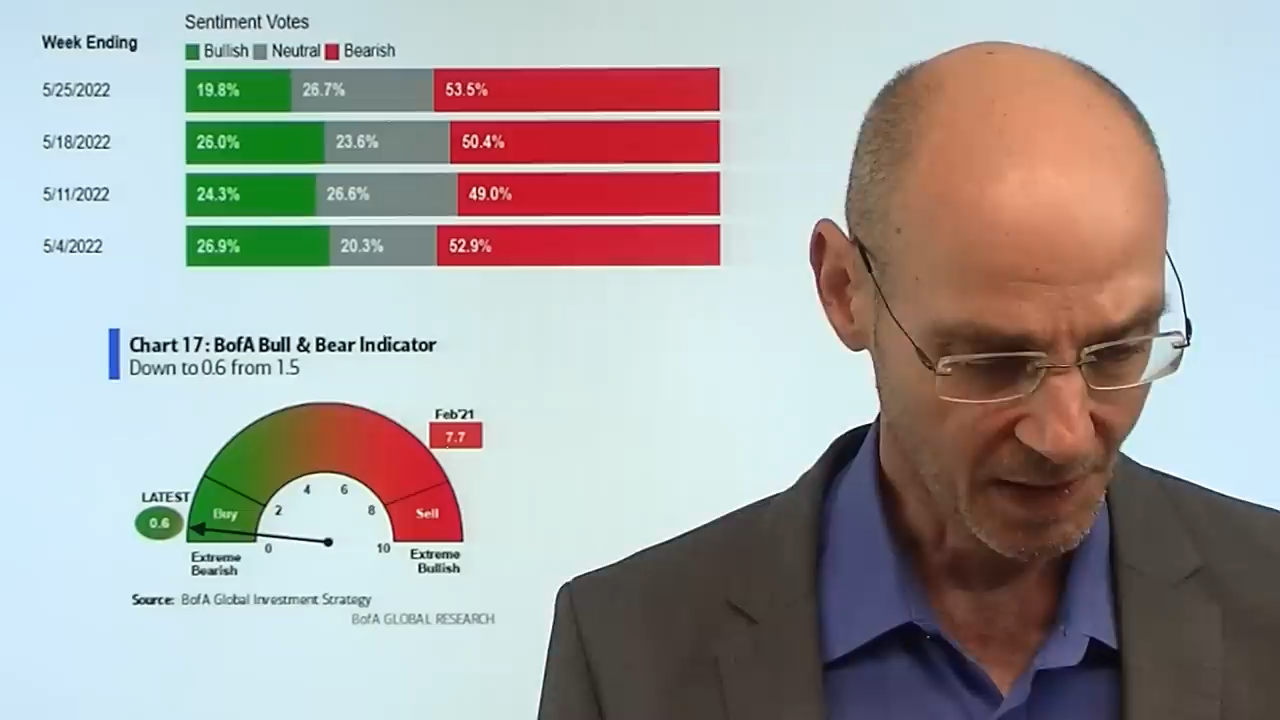 Sentiment Votes
Week Ending
Bullish Neutral Bearish
5/25/2022 19.8% 26.7% 53.5%
5/18/2022 26.0% 23.6% 50.4%
5/11/2022 24.3% 26.6% 49.0%
5/4/2022 26.9% 20.3% 52.9%
Chart 17: BofA Bull & Bear Indicator
Down to 0.6 from 1.5
Feb'21
7.7
LATEST
0.6
Buy
0
2
4
6
8
10
Sell
Extreme
Bearish
Extreme
Bullish
Source: BofA Global Investment Strategy
BofA GLOBAL RESEARCH